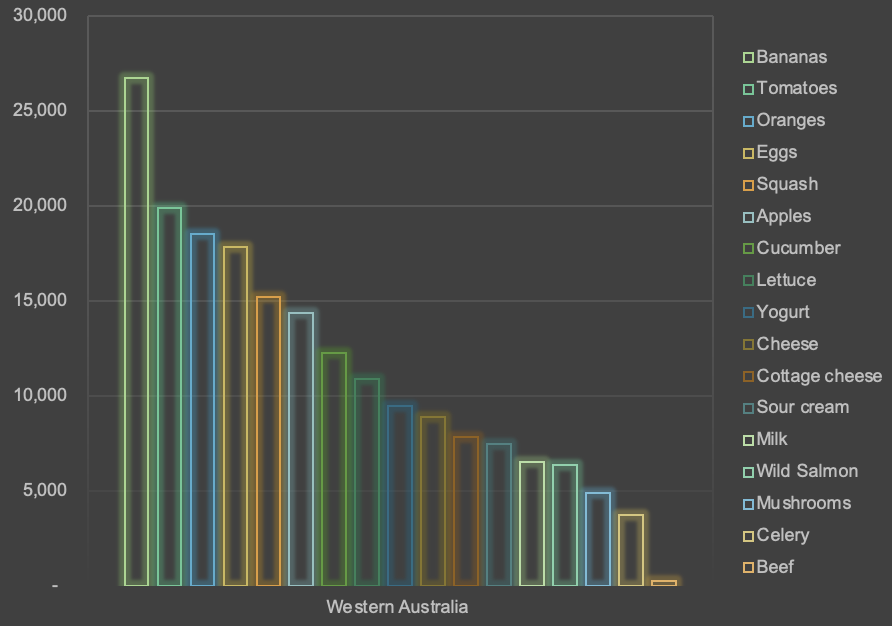 30,000
25,000
20,000
15,000
10,000
5,000
-
Western Australia
Bananas
Tomatoes
Oranges
Eggs
Squash
Apples
Cucumber
Lettuce
Yogurt
Cheese
Cottage cheese
Sour cream
Milk
Wild Salmon
Mushrooms
Celery
Beef